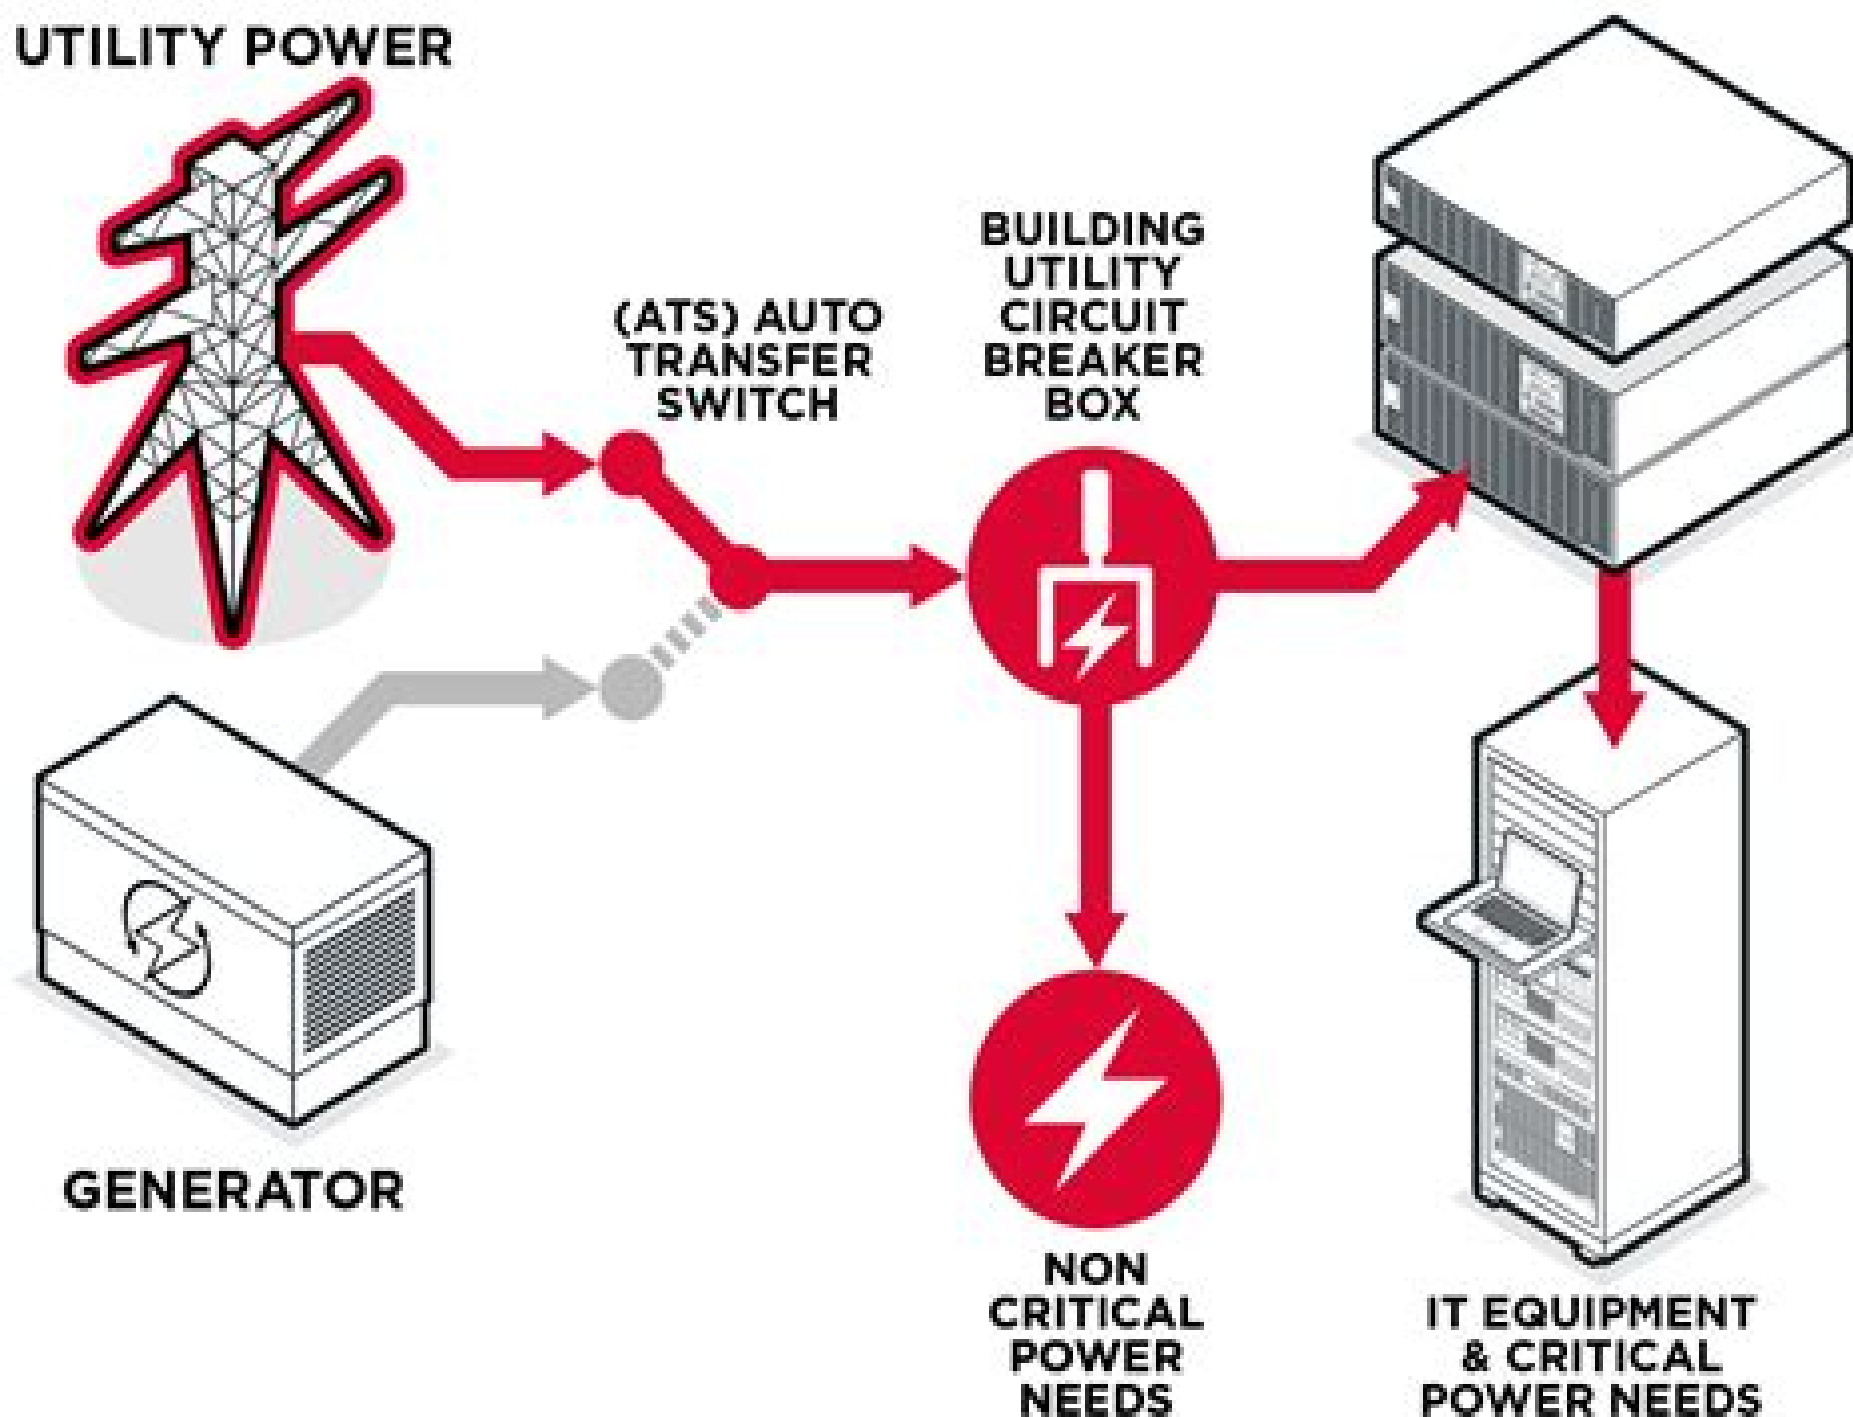 UTILITY POWER
(ATS) AUTO
TRANSFER
SWITCH
BUILDING
UTILITY
CIRCUIT
BREAKER
BOX
GENERATOR
NON
CRITICAL
POWER
NEEDS
IT EQUIPMENT
& CRITICAL
POWER NEEDS